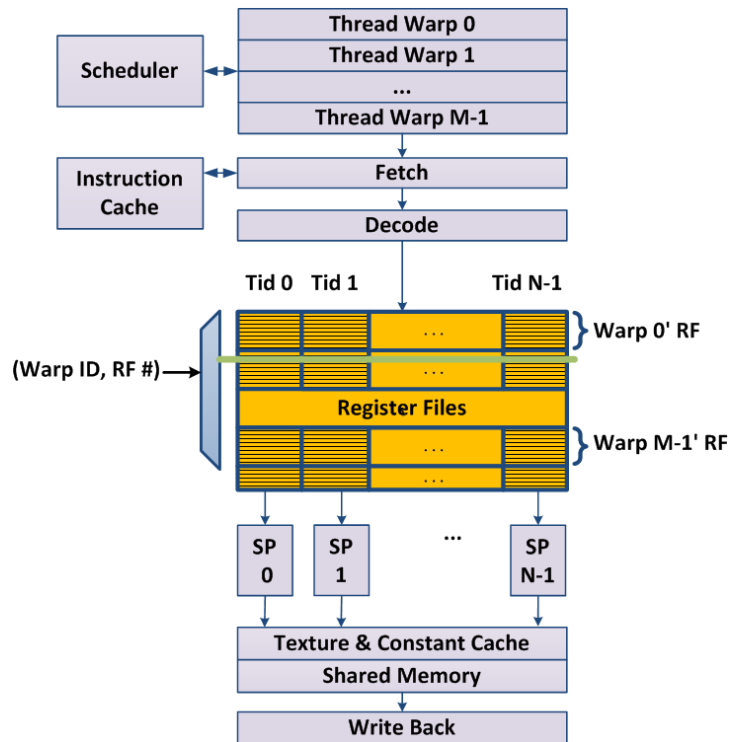 Thread Warp 0
Scheduler
Thread Warp 1
...
Thread Warp M-1
Instruction
Cache
Fetch
Decode
Tid 0
Tid 1
Tid N-1
...
Warp 0' RF
(Warp ID, RF #)
...
Register Files
...
Warp M-1' RF
...
SP
0
SP
1
...
SP
N-1
Texture & Constant Cache
Shared Memory
Write Back